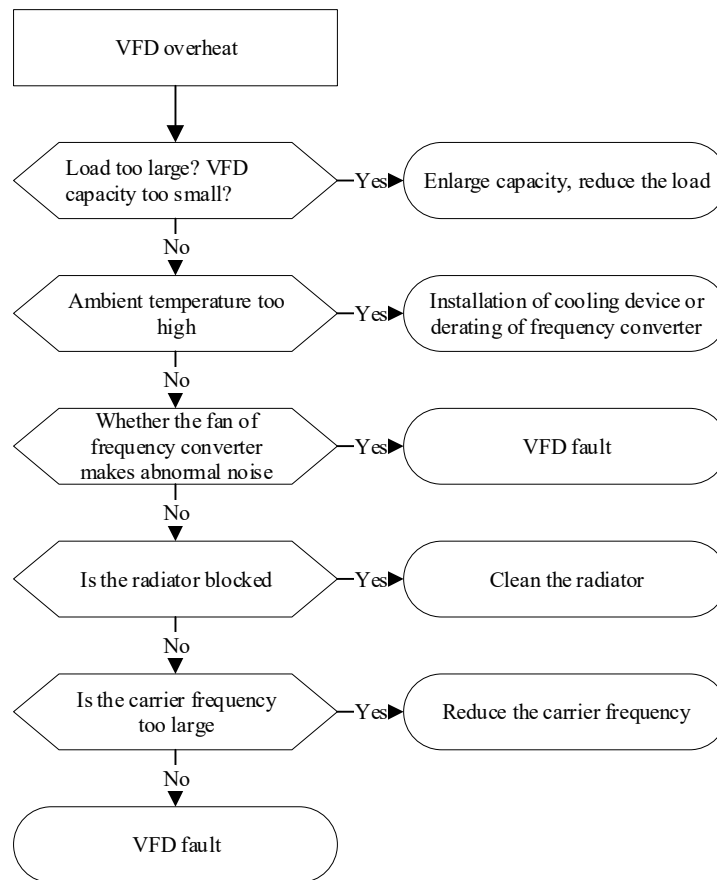 VFD overheat
Load too large? VFD
capacity too small?
Yes
Enlarge capacity, reduce the load
No
Ambient temperature too
high
Yes
Installation of cooling device or
derating of frequency converter
No
Whether the fan of
frequency converter
makes abnormal noise
Yes
VFD fault
No
Is the radiator blocked
Yes
Clean the radiator
No
Is the carrier frequency
too large
Yes
Reduce the carrier frequency
No
VFD fault